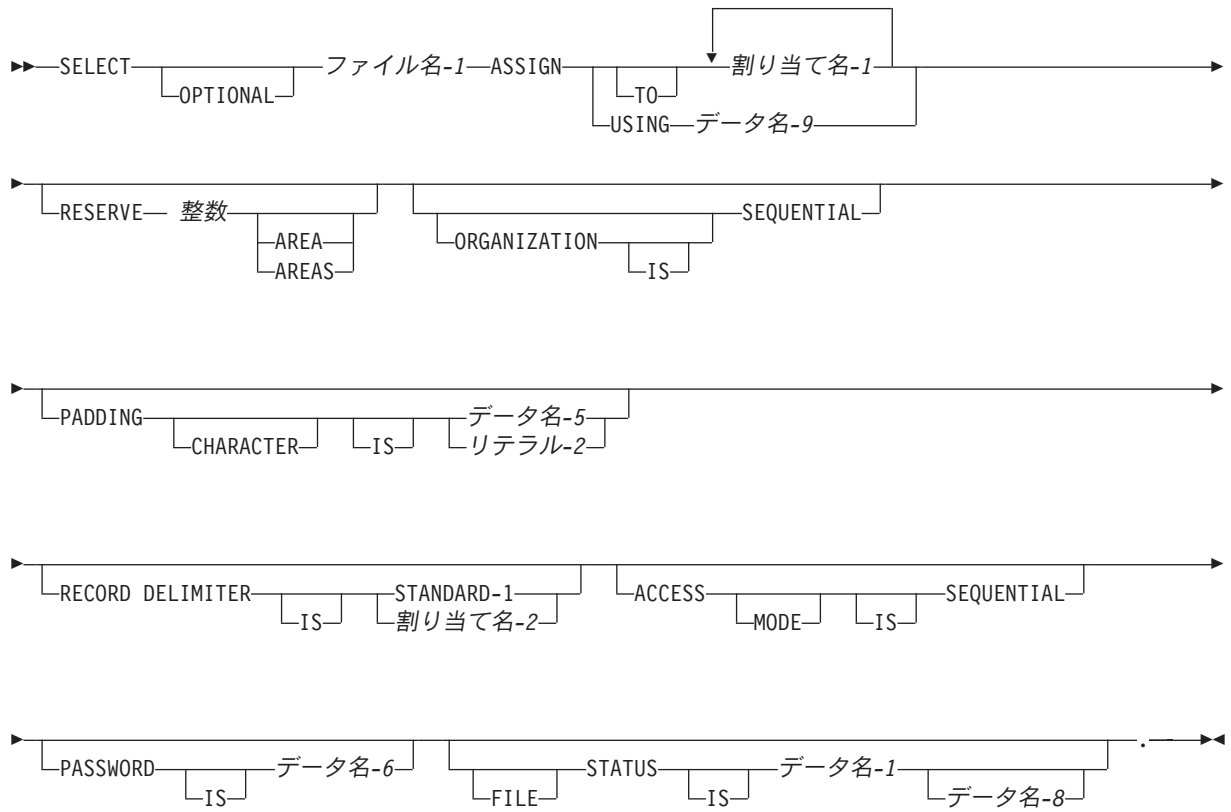 SELECT OPTIONAL ファイル名-1 ASSIGN TO 割り当て名-1
USING データ名-9
RESERVE 整数 AREA AREAS ORGANIZATION IS SEQUENTIAL
PADDING CHARACTER IS データ名-5 リテラル-2
RECORD DELIMITER IS STANDARD-1 割り当て名-2 ACCESS MODE IS SEQUENTIAL
PASSWORD IS データ名-6 FILE STATUS IS データ名-1 データ名-8 .